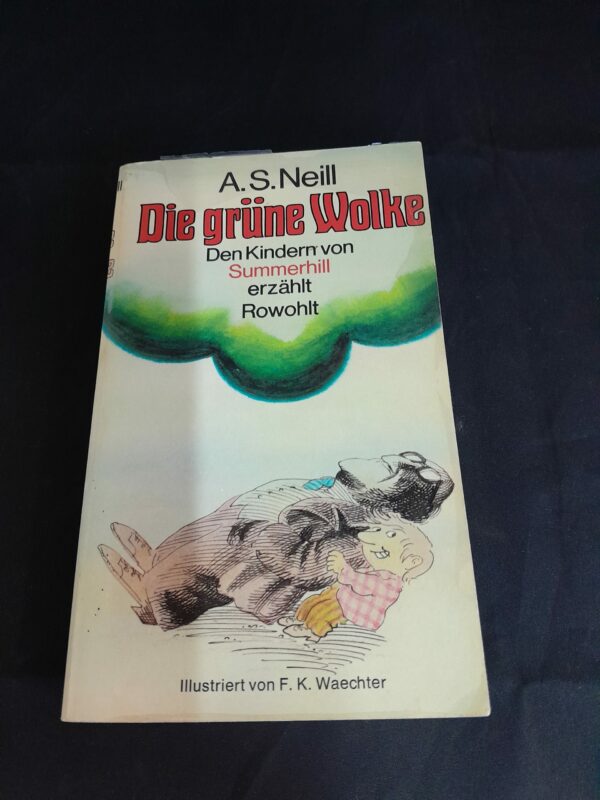 A.S.Neill
Die grüne Wolke
Den Kindern von
Summerhill
erzählt
Rowohlt
Illustriert von F. K. Waechter